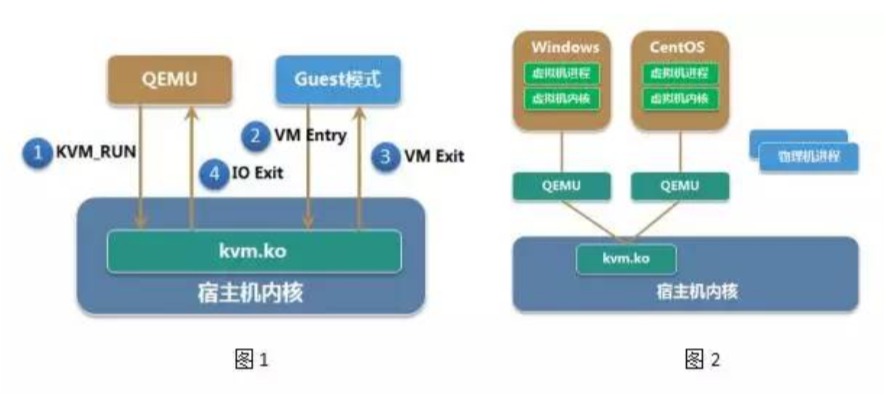 QEMU
Guest模式
1 KVM_RUN
2 VM Entry
3 VM Exit
4 IO Exit
kvm.ko
宿主机内核
图 1
Windows
虚拟机进程
虚拟机内核
CentOS
虚拟机进程
虚拟机内核
物理机进程
QEMU
QEMU
kvm.ko
宿主机内核
图 2